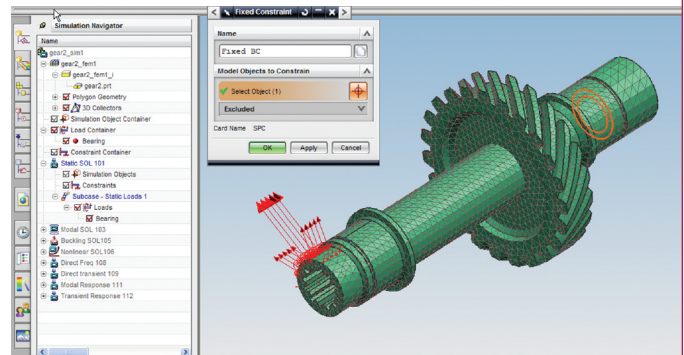 Simulation Navigator
Name
gear2_sim1
gear2_fem1
gear2_fem1_i
gear2.prt
Polygon Geometry
3D Collectors
Simulation Object Container
Load Container
Bearing
Constraint Container
Static SOL 101
Simulation Objects
Constraints
Subcase - Static Loads 1
Loads
Bearing
Modal SOL 103
Buckling SOL105
Nonlinear SOL106
Direct Freq 108
Direct transient 109
Modal Response 111
Transient Response 112
Fixed Constraint
Name
Fixed BC
Model Objects to Constrain
Select Object (1)
Excluded
Card Name SPC
OK Apply Cancel